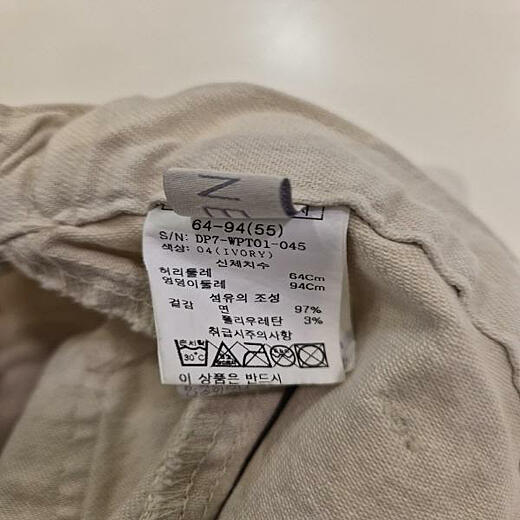 NE
64-94(55)
S/N: DP7-WPT01-045
색상: 04(IVORY)
신체치수
허리둘레 64Cm
엉덩이둘레 94Cm
섬유의 조성
겉감 면 97%
폴리우레탄 3%
취급시주의사항
30°C
이 상품은 반드시